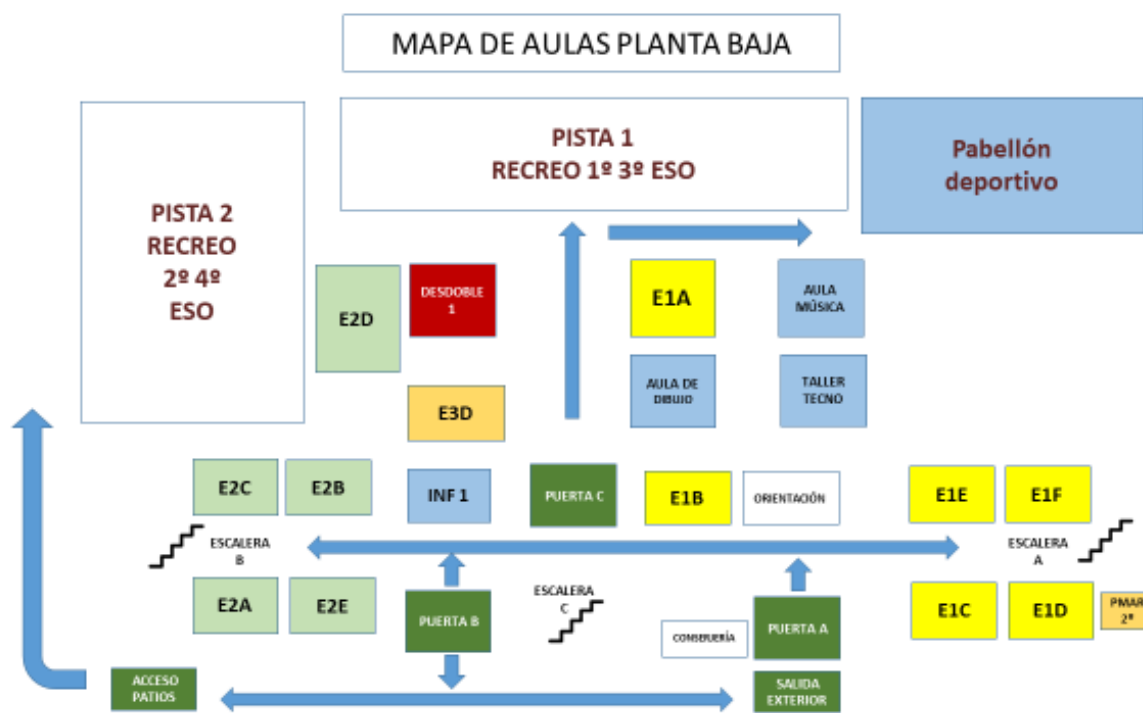 MAPA DE AULAS PLANTA BAJA
PISTA 1
RECREO 1º 3º ESO
Pabellón
deportivo
PISTA 2
RECREO
2º 4º
ESO
E2D
DESDOBLE
1
E1A
AULA
MÚSICA
AULA DE
DIBUJO
TALLER
TECNO
E3D
E2C
E2B
INF 1
PUERTA C
E1B
ORIENTACIÓN
E1E
E1F
ESCALERA
B
ESCALERA
A
E2A
E2E
PUERTA B
ESCALERA
C
CONSERJERÍA
PUERTA A
E1C
E1D
PMAR
2º
ACCESO
PATIOS
SALIDA
EXTERIOR